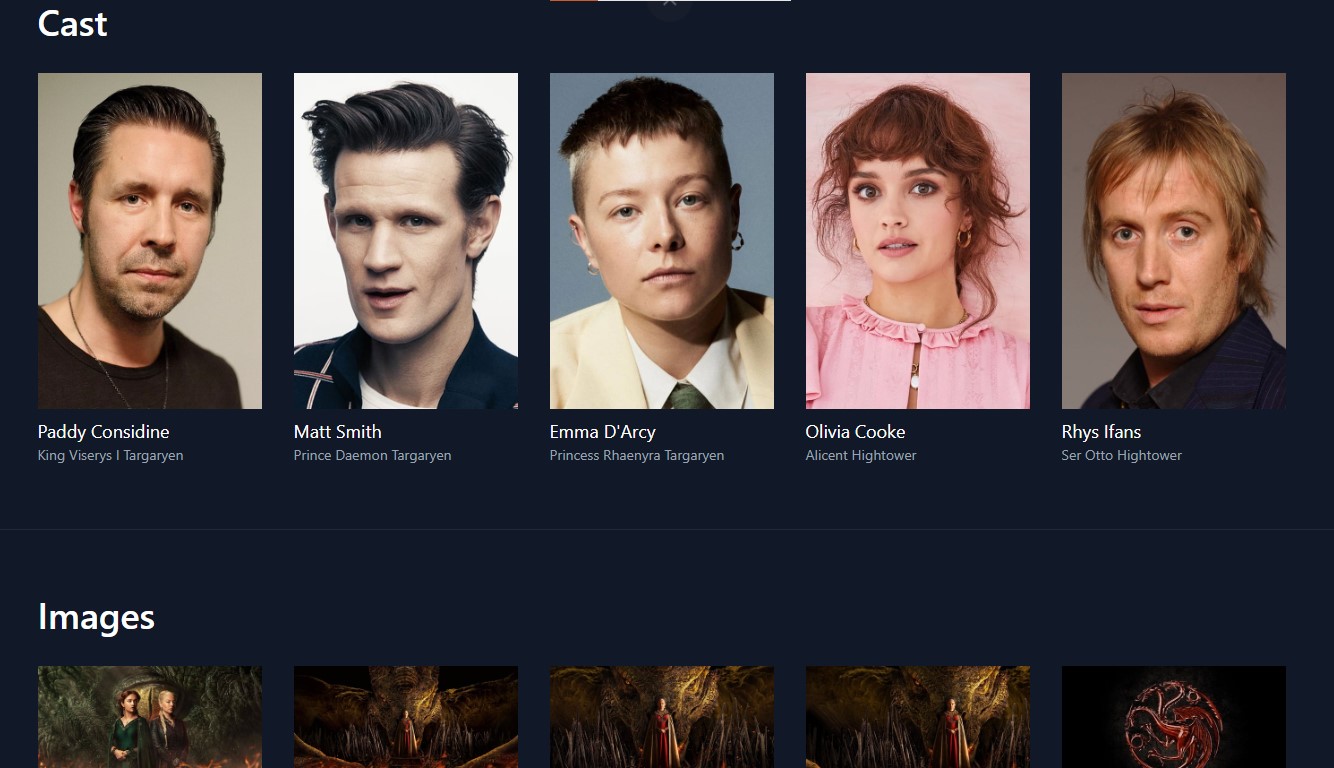 Cast
Paddy Considine
King Viserys I Targaryen
Matt Smith
Prince Daemon Targaryen
Emma D'Arcy
Princess Rhaenyra Targaryen
Olivia Cooke
Alicent Hightower
Rhys Ifans
Ser Otto Hightower
Images